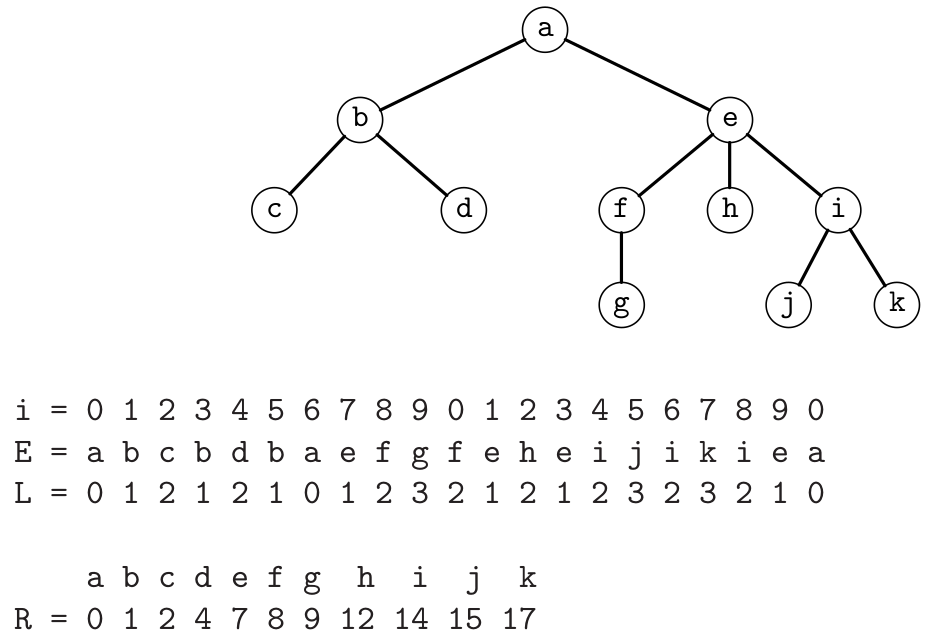 a
b e
c d f h i
g j k
i = 0 1 2 3 4 5 6 7 8 9 0 1 2 3 4 5 6 7 8 9 0
E = a b c b d b a e f g f e h e i j i k i e a
L = 0 1 2 1 2 1 0 1 2 3 2 1 2 1 2 3 2 3 2 1 0
a b c d e f g h i j k
R = 0 1 2 4 7 8 9 12 14 15 17